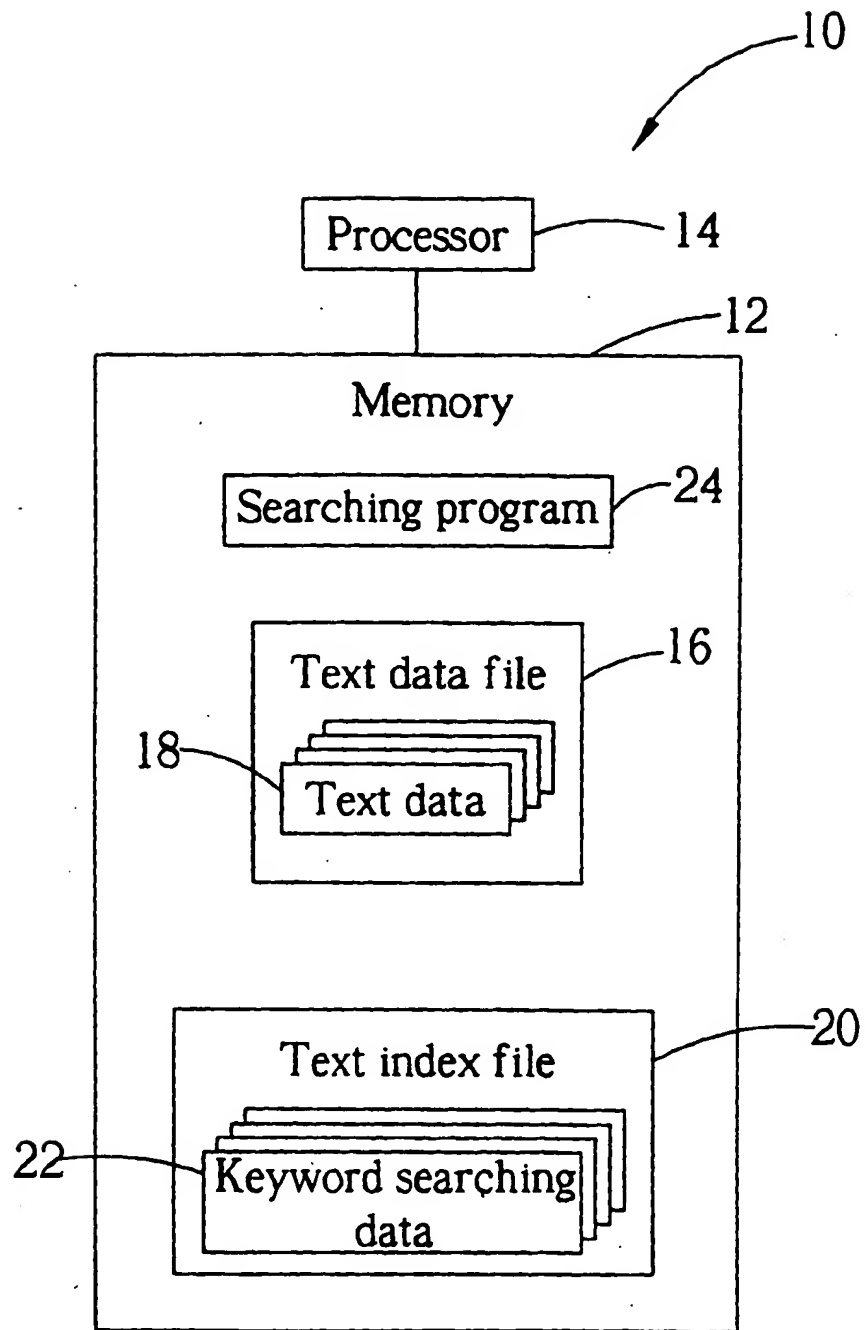 10
Processor
14
12
Memory
Searching program
24
Text data file
16
18
Text data
Text index file
20
22
Keyword searching
data